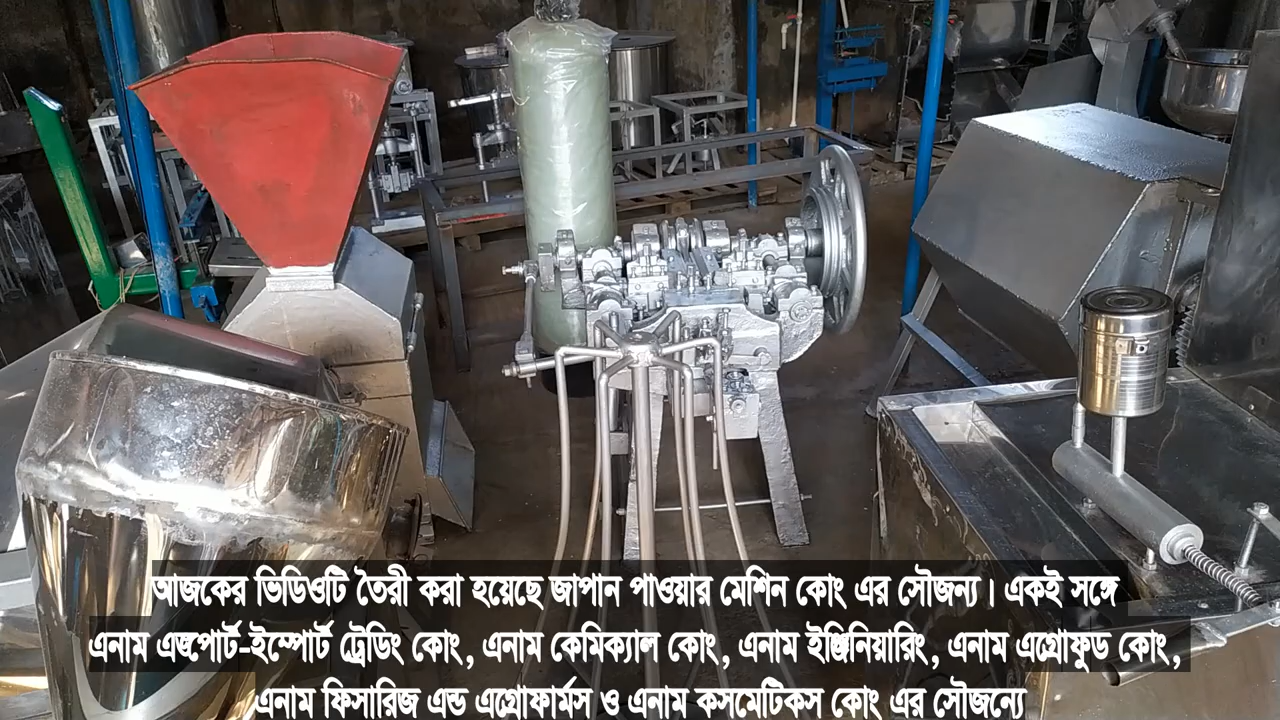 আজকের ভিডিওটি তৈরী করা হয়েছে জাপান পাওয়ার মেশিন কোং এর সৌজন্য। একই সঙ্গে
এনাম এক্সপোর্ট-ইম্পোর্ট ট্রেডিং কোং, এনাম কেমিক্যাল কোং, এনাম ইঞ্জিনিয়ারিং, এনাম এগ্রোফুড কোং,
এনাম ফিসারিজ এন্ড এগ্রোফার্মস ও এনাম কসমেটিকস কোং এর সৌজন্যে